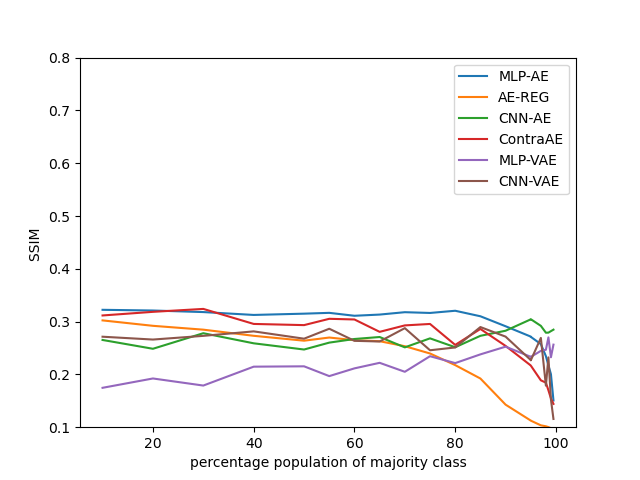 0.8
0.7
0.6
0.5
0.4
0.3
0.2
0.1
SSIM
MLP-AE
AE-REG
CNN-AE
ContraAE
MLP-VAE
CNN-VAE
20 40 60 80 100
percentage population of majority class